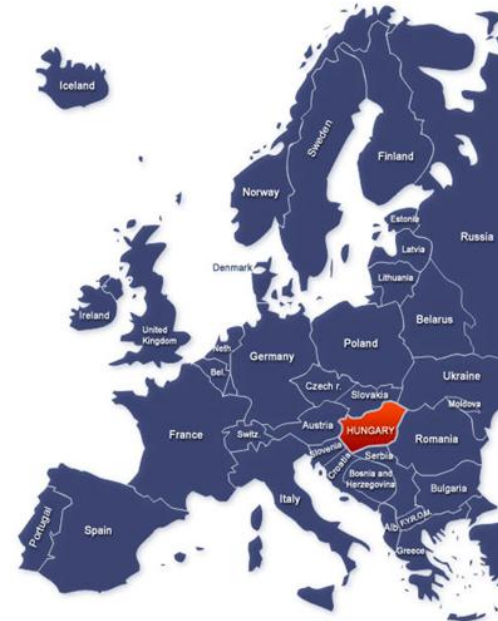 Iceland
Sweden
Finland
Norway
Russia
Estonia
Latvia
Denmark
Lithuania
Ireland
United
Kingdom
Belarus
Neth.
Poland
Germany
Bel.
Ukraine
Czech r.
Slovakia
Moldova
Austria
HUNGARY
France
Switz.
Romania
Slovenia
Croatia
Serbia
Bosnia and
Herzegovina
Italy
Bulgaria
Portugal
Spain
Alb
F.Y.R.O.M.
Greece